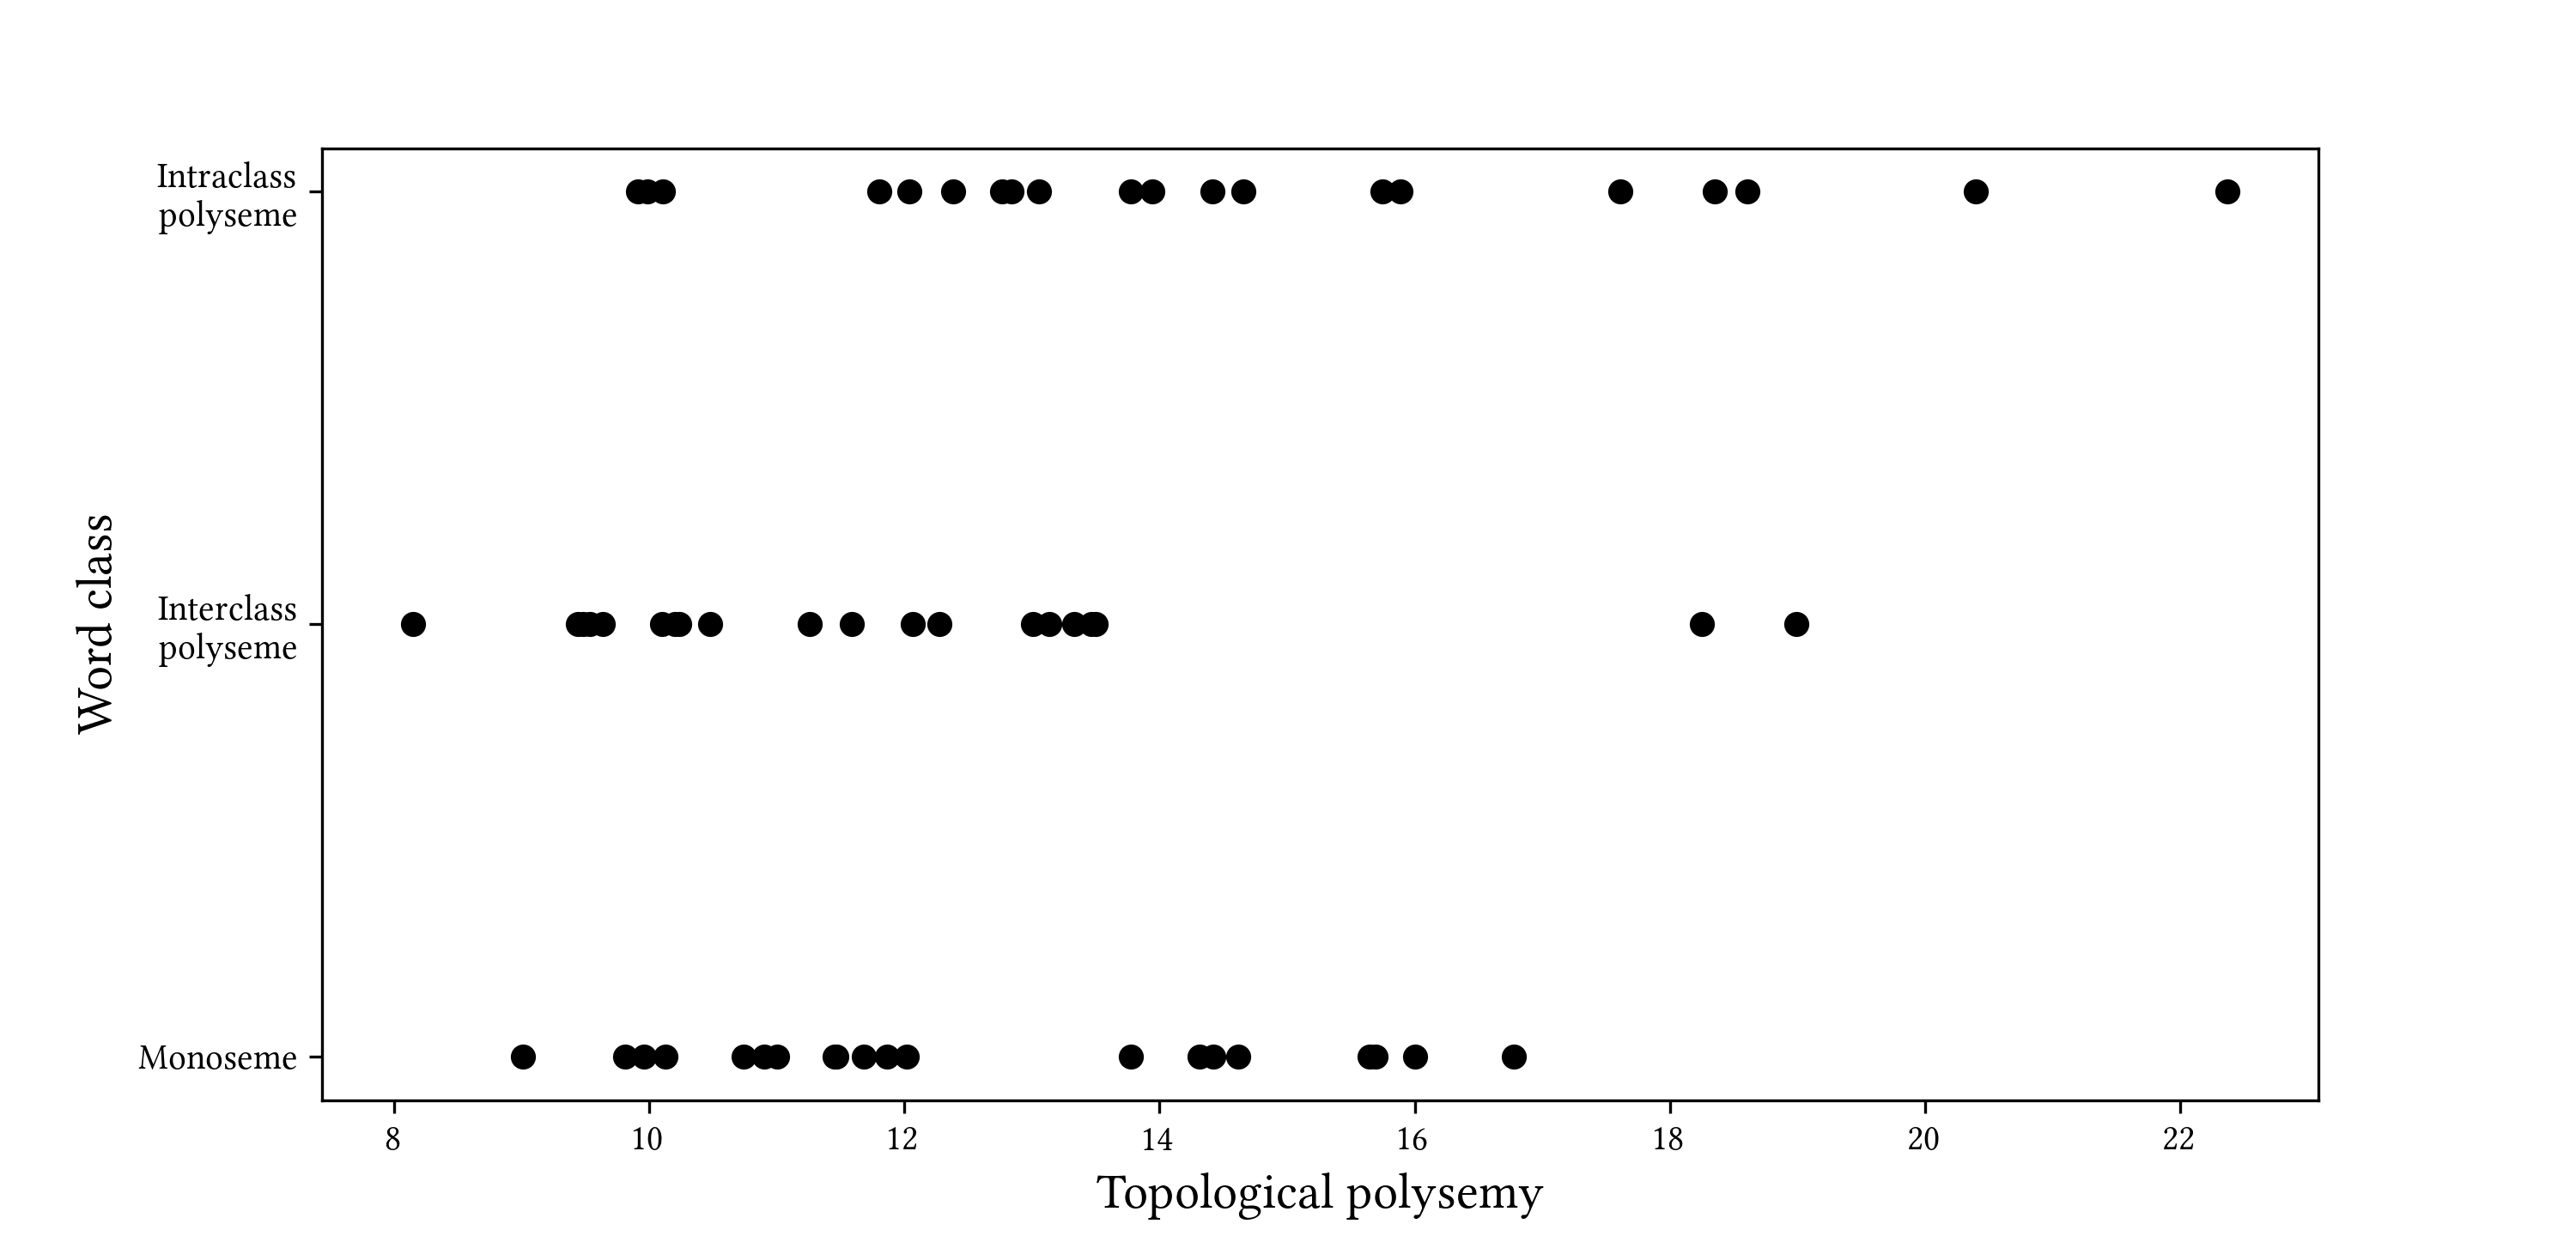 Intraclass
polyseme
Word class
Interclass
polyseme
Monoseme
8 10 12 14 16 18 20 22
Topological polysemy